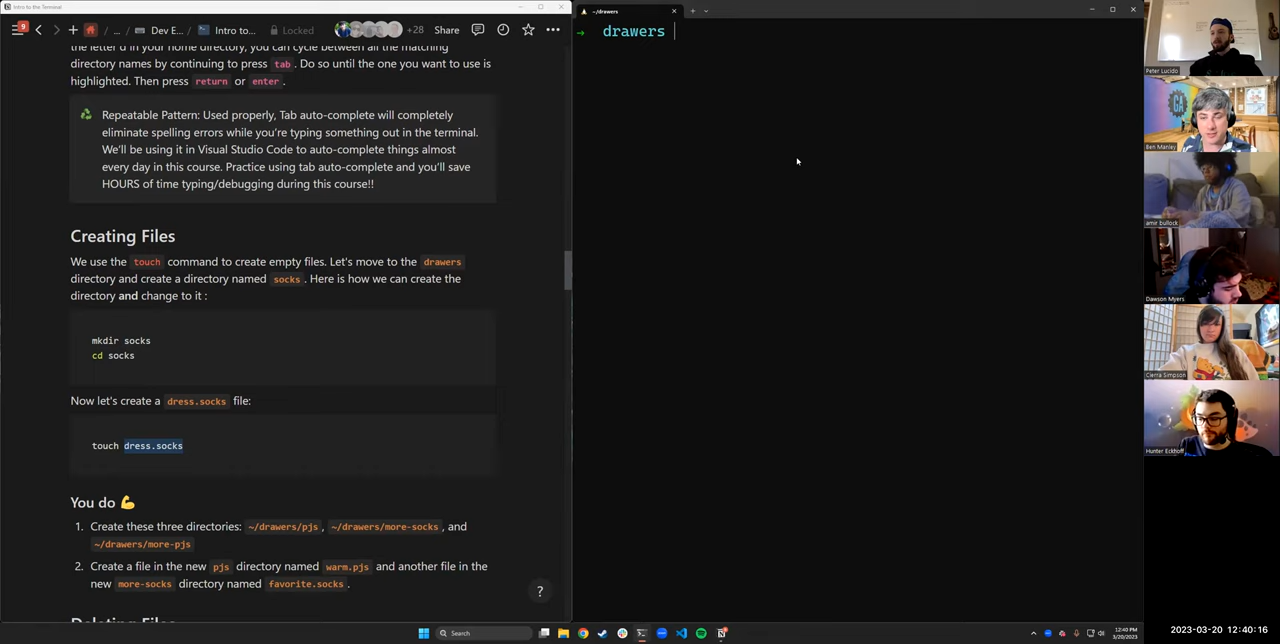 Intro to the Terminal
9
...
Dev E...
Intro to...
Locked
+28
Share
the letter d in your home directory, you can cycle between all the matching
directory names by continuing to press tab. Do so until the one you want to use is
highlighted. Then press return or enter.
Repeatable Pattern: Used properly, Tab auto-complete will completely
eliminate spelling errors while you're typing something out in the terminal.
We'll be using it in Visual Studio Code to auto-complete things almost
every day in this course. Practice using tab auto-complete and you'll save
HOURS of time typing/debugging during this course!!
Creating Files
We use the touch command to create empty files. Let's move to the drawers
directory and create a directory named socks. Here is how we can create the
directory and change to it :
mkdir socks
cd socks
Now let's create a dress.socks file:
touch dress.socks
You do 💪
1. Create these three directories: ~/drawers/pjs, ~/drawers/more-socks, and
~/drawers/more-pjs
2. Create a file in the new pjs directory named warm.pjs and another file in the
new more-socks directory named favorite.socks.
?
~/drawers
→ drawers
Peter Lucido
GA
Ben Manley
amir bullock
Dawson Myers
Cierra Simpson
Hunter Eckhoff
Search
12:40 PM
3/20/2023
2023-03-20 12:40:16